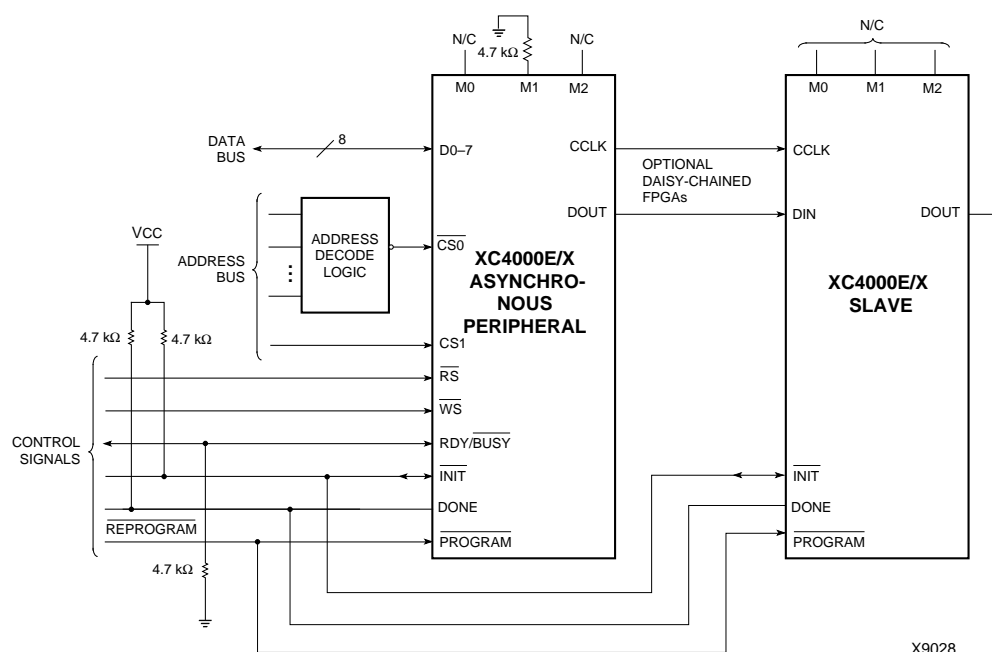 N/C
4.7 kΩ
N/C
N/C
M0
M1
M2
M0
M1
M2
DATA
BUS
8
D0–7
CCLK
CCLK
OPTIONAL
DAISY-CHAINED
FPGAs
DOUT
DIN
DOUT
ADDRESS
BUS
ADDRESS
DECODE
LOGIC
CS0
XC4000E/X
ASYNCHRO-
NOUS
PERIPHERAL
XC4000E/X
SLAVE
VCC
4.7 kΩ
4.7 kΩ
CS1
RS
WS
CONTROL
SIGNALS
RDY/BUSY
INIT
INIT
DONE
DONE
REPROGRAM
PROGRAM
PROGRAM
4.7 kΩ
X9028